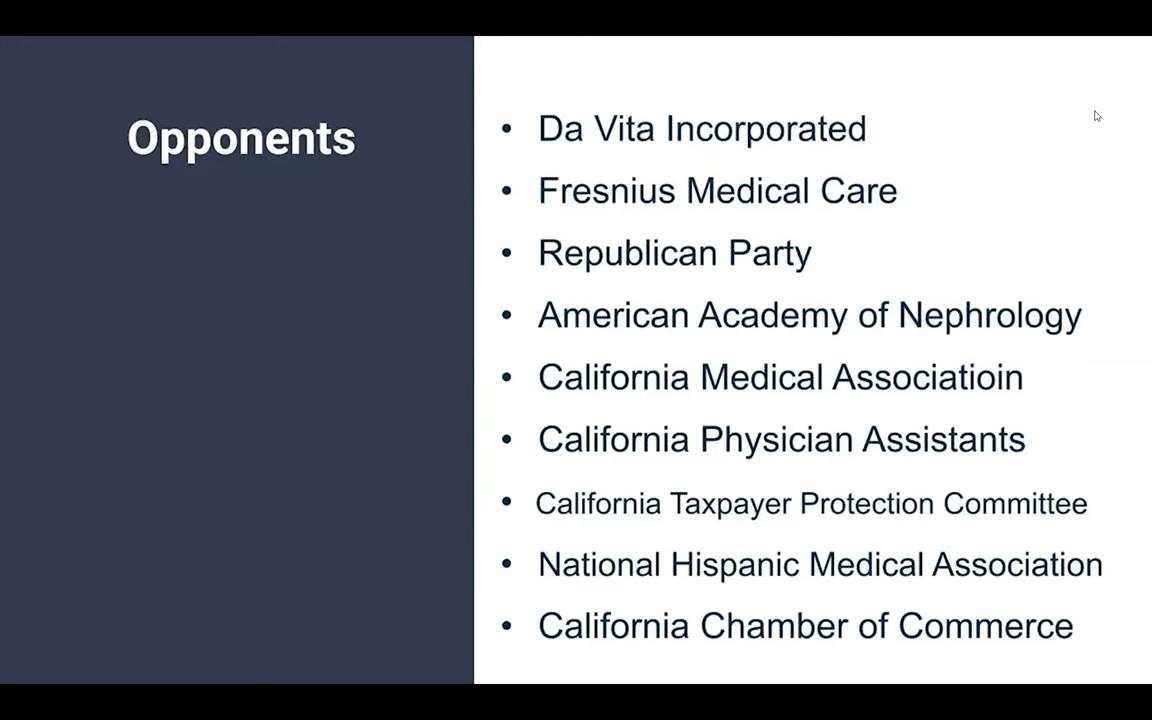 Opponents
• Da Vita Incorporated
• Fresnius Medical Care
• Republican Party
• American Academy of Nephrology
• California Medical Associatioin
• California Physician Assistants
• California Taxpayer Protection Committee
• National Hispanic Medical Association
• California Chamber of Commerce